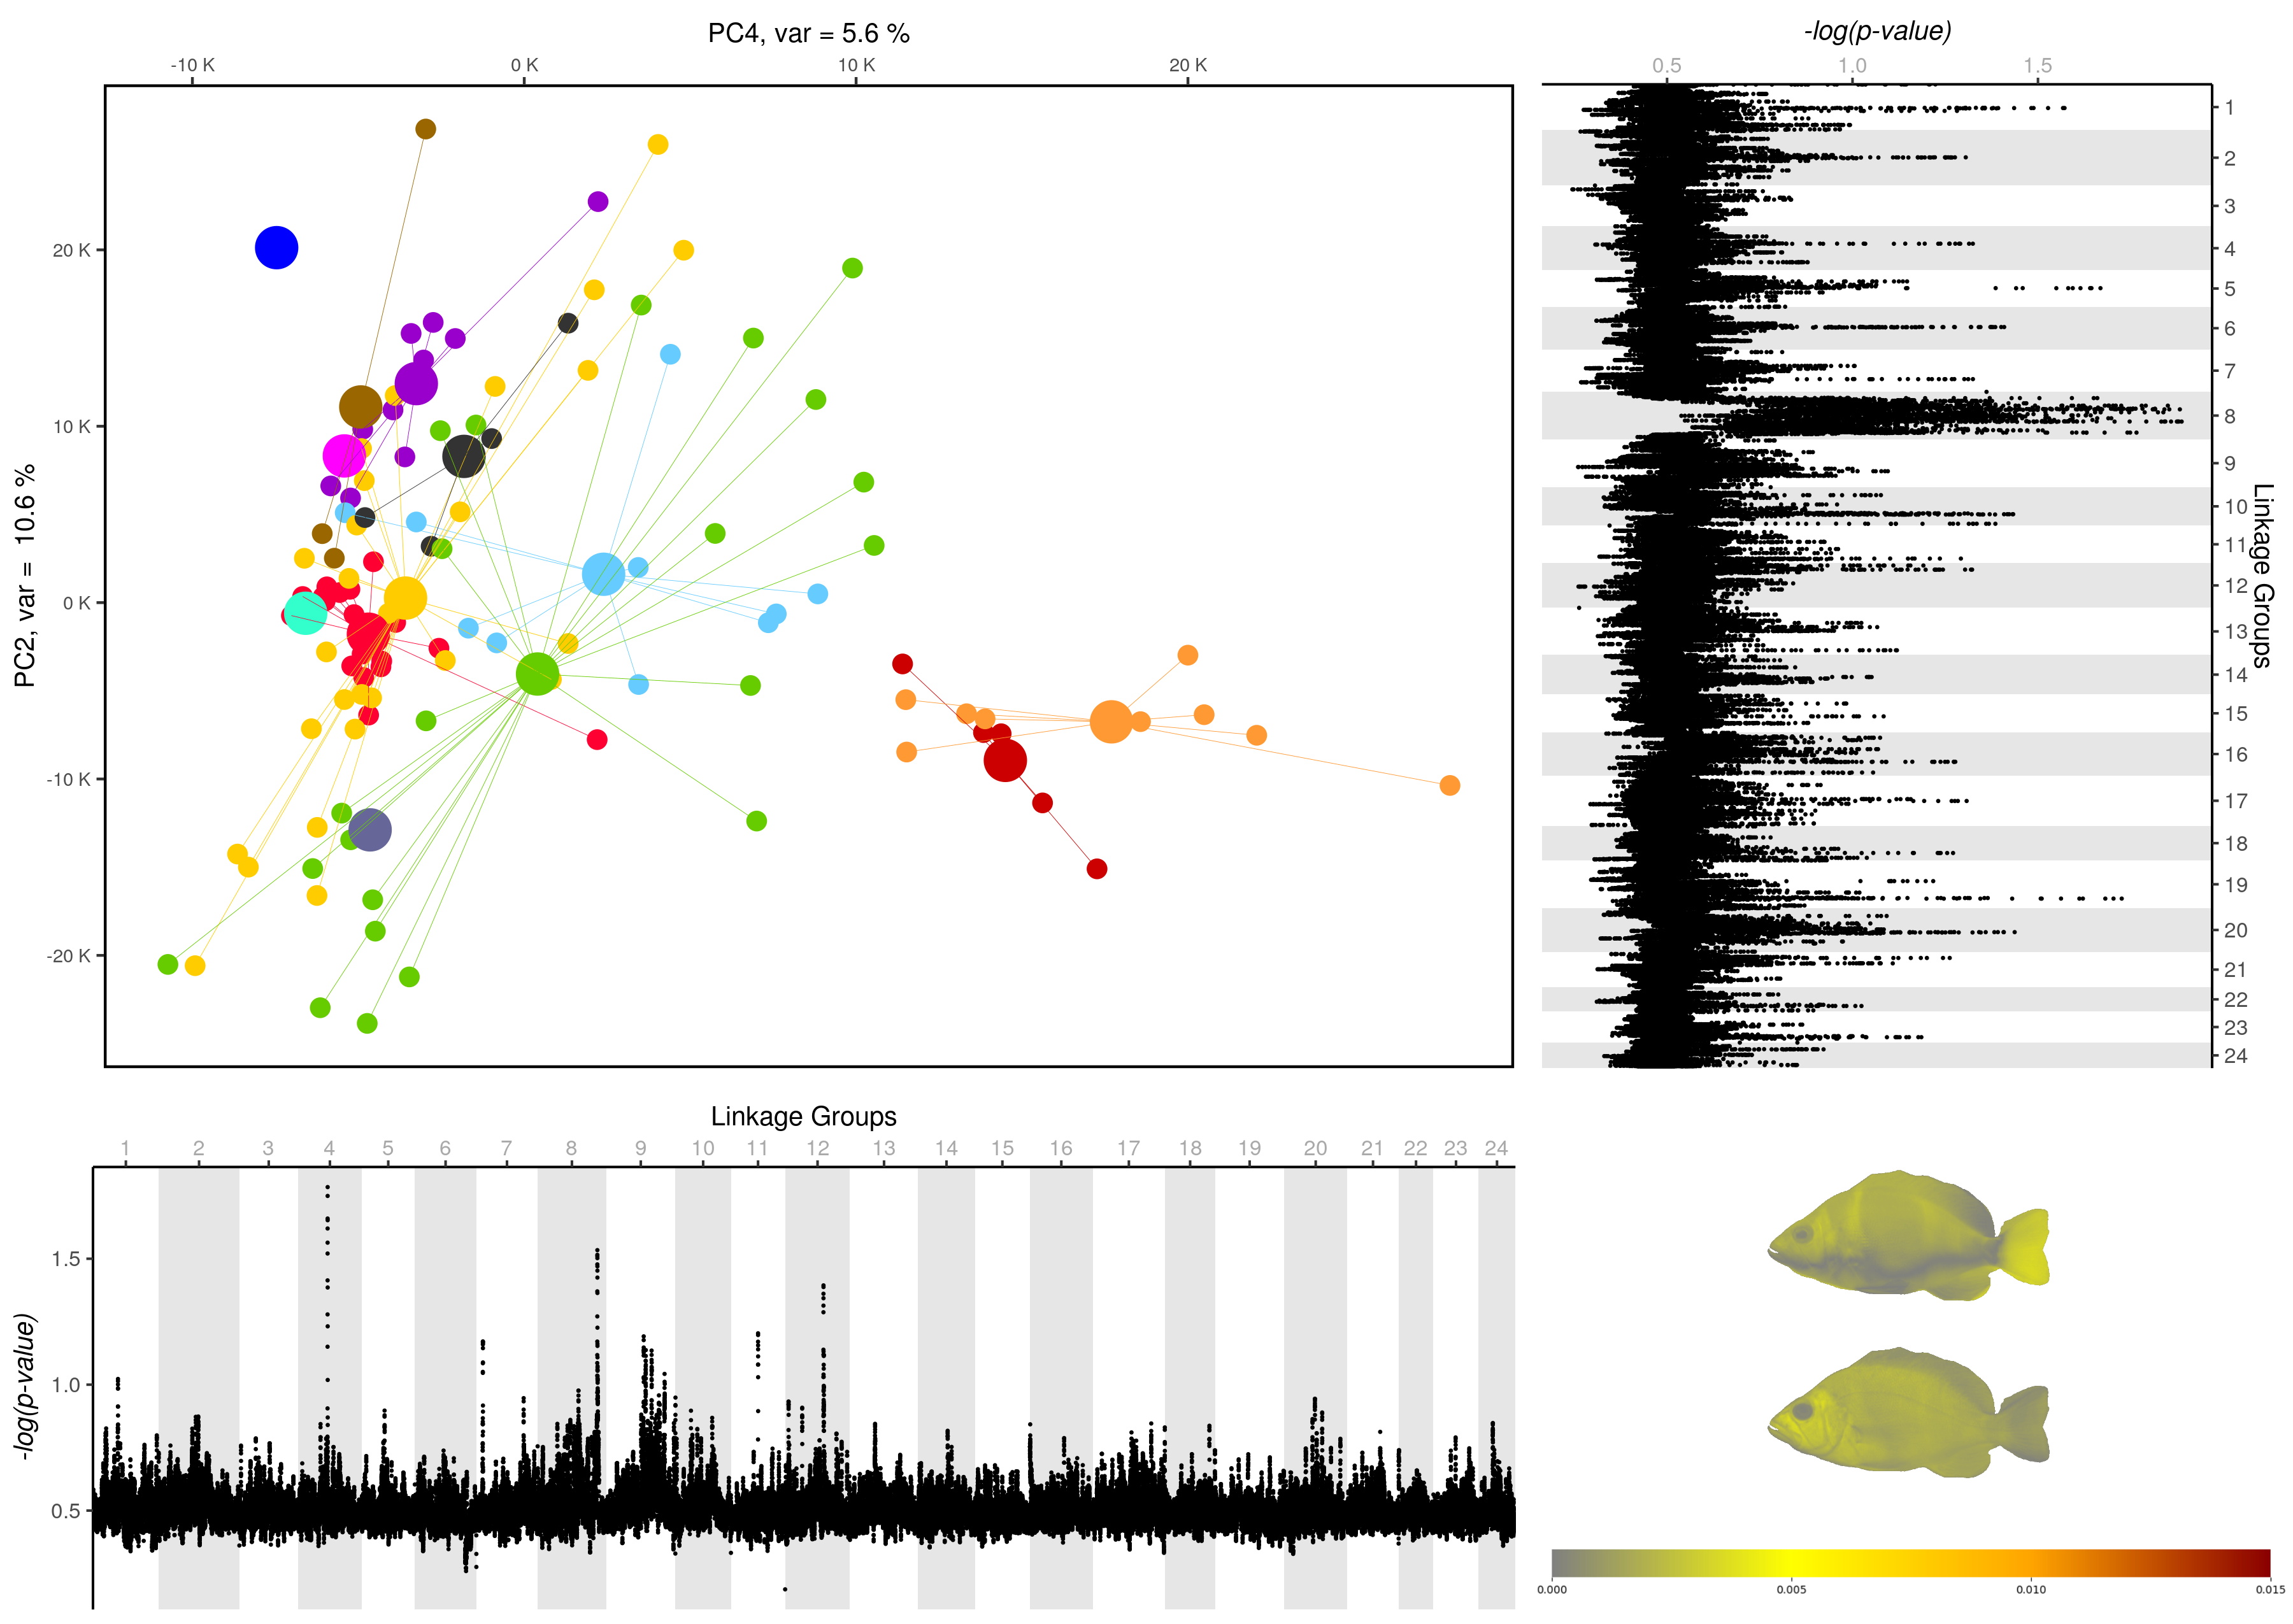 PC4, var = 5.6 %
-10 K 0 K 10 K 20 K
PC2, var = 10.6 %
20 K
10 K
0 K
-10 K
-20 K
-log(p-value)
0.5 1.0 1.5
1
2
3
4
5
6
7
8
9
10
11
12
13
14
15
16
17
18
19
20
21
22
23
24
Linkage Groups
Linkage Groups
1 2 3 4 5 6 7 8 9 10 11 12 13 14 15 16 17 18 19 20 21 22 23 24
-log(p-value)
1.5
1.0
0.5
0.000 0.005 0.010 0.015